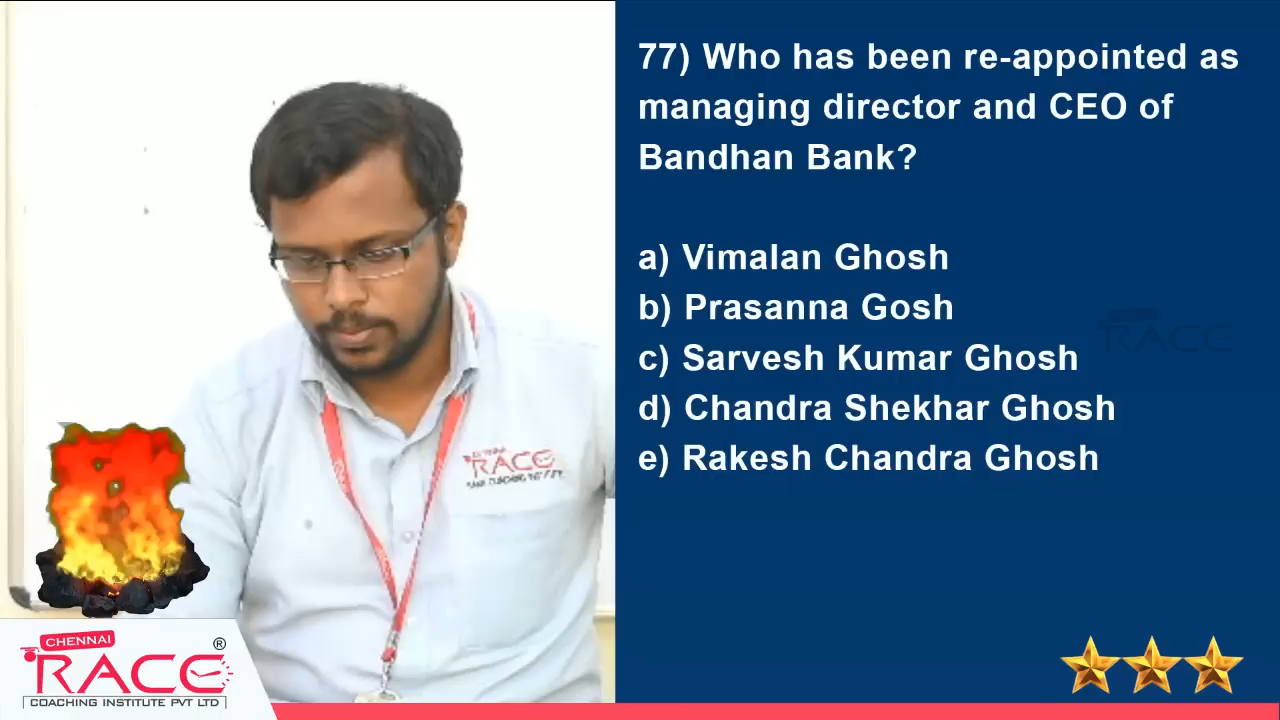 77) Who has been re-appointed as
managing director and CEO of
Bandhan Bank?
a) Vimalan Ghosh
b) Prasanna Gosh
c) Sarvesh Kumar Ghosh
d) Chandra Shekhar Ghosh
e) Rakesh Chandra Ghosh
RACE
RACE
CHENNAI
RACE®
COACHING INSTITUTE PVT LTD